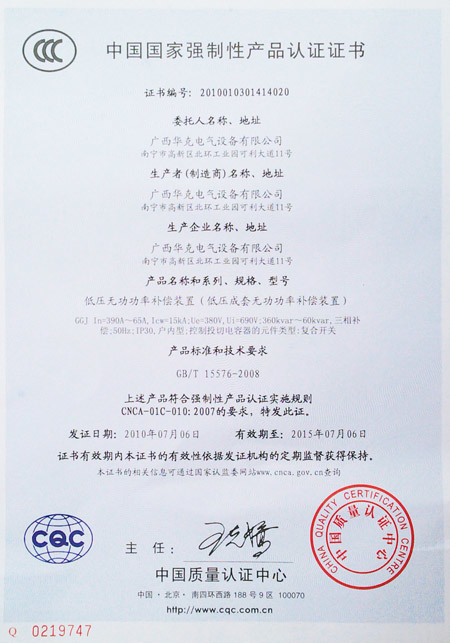 CCC
中国国家强制性产品认证证书
证书编号: 2010010301414020
委托人名称、地址
广西华克电气设备有限公司
南宁市高新区北环工业园可利大道11号
生产者(制造商)名称、地址
广西华克电气设备有限公司
南宁市高新区北环工业园可利大道11号
生产企业名称、地址
广西华克电气设备有限公司
南宁市高新区北环工业园可利大道11号
产品名称和系列、规格、型号
低压无功功率补偿装置(低压成套无功功率补偿装置)
GGJ In=390A~65A,Icw=15kA;Ue=380V,Ui=690V;360kvar~60kvar,三相补
偿;50Hz;IP30,户内型;控制投切电容器的元件类型:复合开关
产品标准和技术要求
GB/T 15576-2008
上述产品符合强制性产品认证实施规则
CNCA-01C-010:2007的要求，特发此证。
发证日期: 2010年07月06日 有效期至: 2015年07月06日
证书有效期内本证书的有效性依据发证机构的定期监督获得保持。
本证书的相关信息可通过国家认监委网站www.cnca.gov.cn查询
CQC
主任:
中国质量认证中心
中国·北京·南四环西路188号9区 100070
http://www.cqc.com.cn
CHINA QUALITY CERTIFICATION CENTRE
中国质量认证中心
Q 0219747